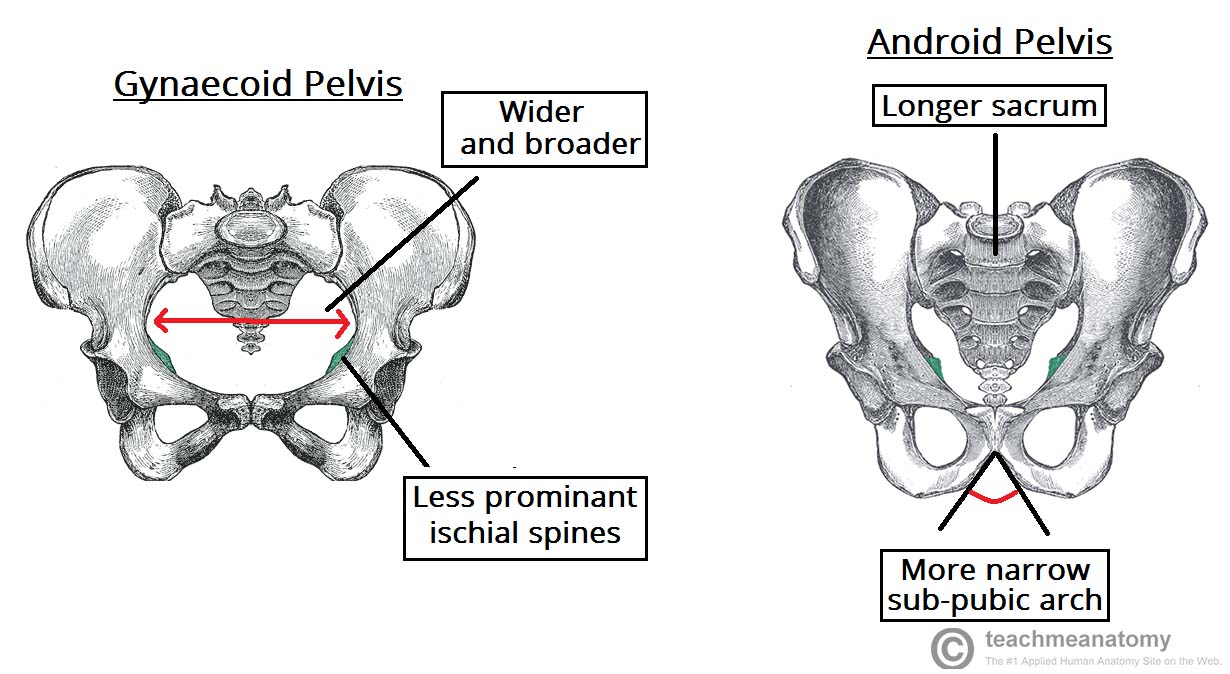 Gynaecoid Pelvis
Wider
and broader
Less prominant
ischial spines
Android Pelvis
Longer sacrum
More narrow
sub-pubic arch
© teachmeanatomy
The #1 Applied Human Anatomy Site on the Web.